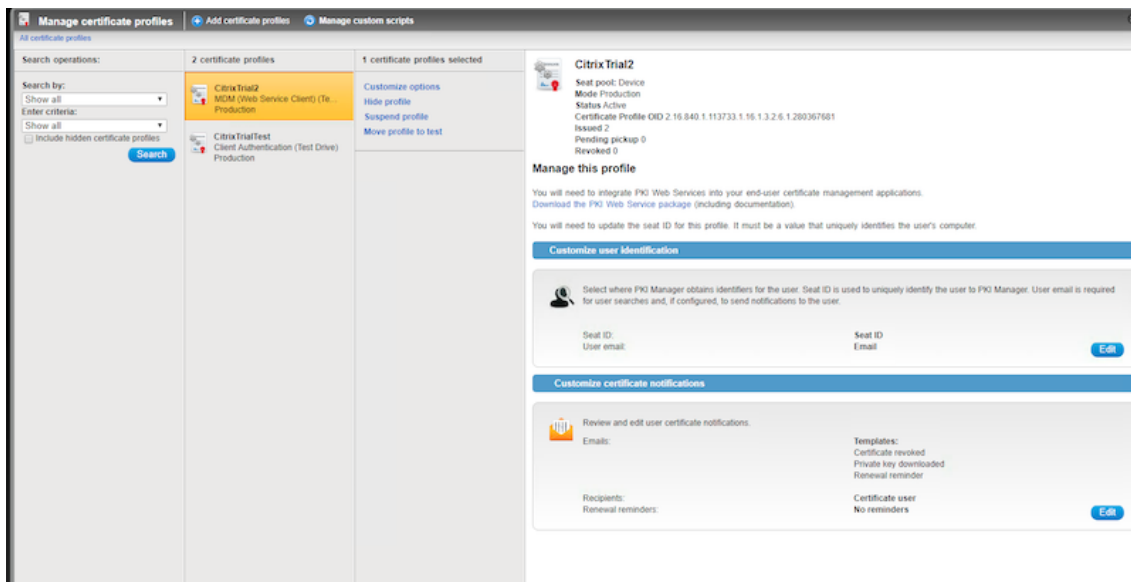 Manage certificate profiles
Add certificate profiles
Manage custom scripts
All certificate profiles
Search operations:
Search by:
Show all
Enter criteria:
Show all
Include hidden certificate profiles
Search
2 certificate profiles
CitrixTrial2
MDM (Web Service Client) (Te...
Production
CitrixTrialTest
Client Authentication (Test Drive)
Production
1 certificate profiles selected
Customize options
Hide profile
Suspend profile
Move profile to test
CitrixTrial2
Seat pool: Device
Mode Production
Status Active
Certificate Profile OID 2.16.840.1.113733.1.16.1.3.2.6.1.280367681
Issued 2
Pending pickup 0
Revoked 0
Manage this profile
You will need to integrate PKI Web Services into your end-user certificate management applications.
Download the PKI Web Service package (including documentation).
You will need to update the seat ID for this profile. It must be a value that uniquely identifies the user's computer.
Customize user identification
Select where PKI Manager obtains identifiers for the user. Seat ID is used to uniquely identify the user to PKI Manager. User email is required
for user searches and, if configured, to send notifications to the user.
Seat ID: Seat ID
User email: Email
Edit
Customize certificate notifications
Review and edit user certificate notifications.
Emails: Templates:
Certificate revoked
Private key downloaded
Renewal reminder
Recipients: Certificate user
Renewal reminders: No reminders
Edit